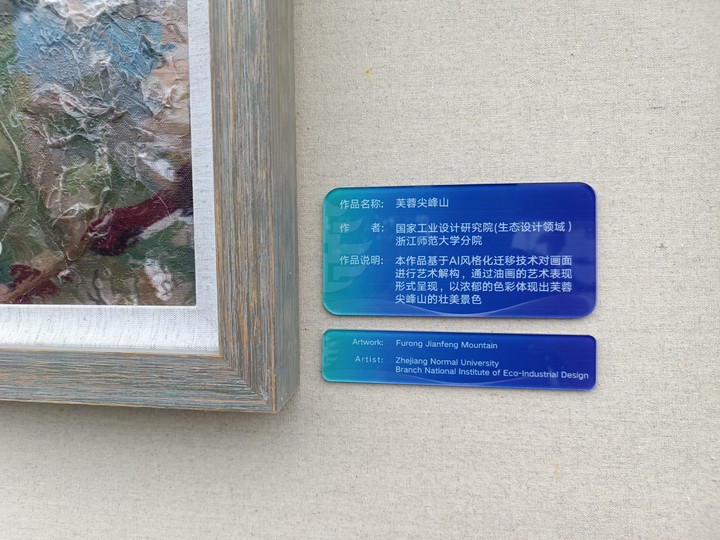 作品名称: 芙蓉尖峰山
作 者: 国家工业设计研究院(生态设计领域)
浙江师范大学分院
作品说明: 本作品基于AI风格化迁移技术对画面
进行艺术解构，通过油画的艺术表现
形式呈现，以浓郁的色彩体现出芙蓉
尖峰山的壮美景色
Artwork: Furong Jianfeng Mountain
Artist: Zhejiang Normal University
Branch National Institute of Eco-Industrial Design